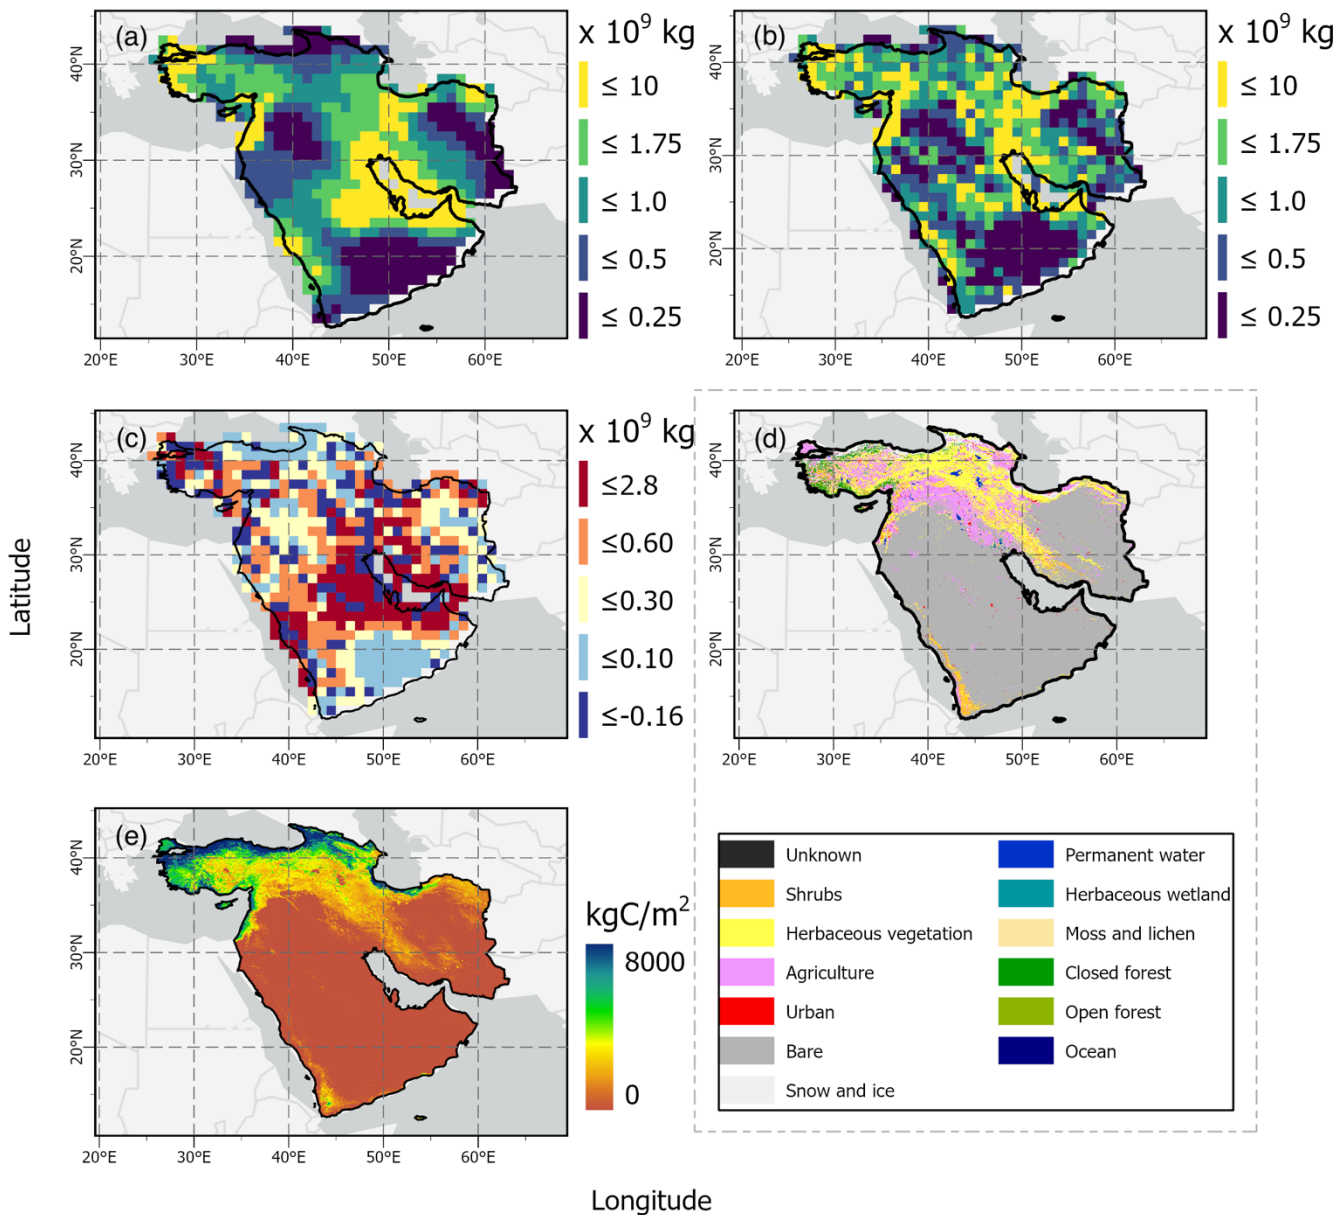 (a)
x 10⁹ kg
≤ 10
≤ 1.75
≤ 1.0
≤ 0.5
≤ 0.25
40°N
30°N
20°N
20°E 30°E 40°E 50°E 60°E
(b)
x 10⁹ kg
≤ 10
≤ 1.75
≤ 1.0
≤ 0.5
≤ 0.25
40°N
30°N
20°N
20°E 30°E 40°E 50°E 60°E
Latitude
(c)
x 10⁹ kg
≤2.8
≤0.60
≤0.30
≤0.10
≤-0.16
40°N
30°N
20°N
20°E 30°E 40°E 50°E 60°E
(d)
40°N
30°N
20°N
20°E 30°E 40°E 50°E 60°E
(e)
kgC/m²
8000
0
40°N
30°N
20°N
20°E 30°E 40°E 50°E 60°E
Unknown
Shrubs
Herbaceous vegetation
Agriculture
Urban
Bare
Snow and ice
Permanent water
Herbaceous wetland
Moss and lichen
Closed forest
Open forest
Ocean
Longitude